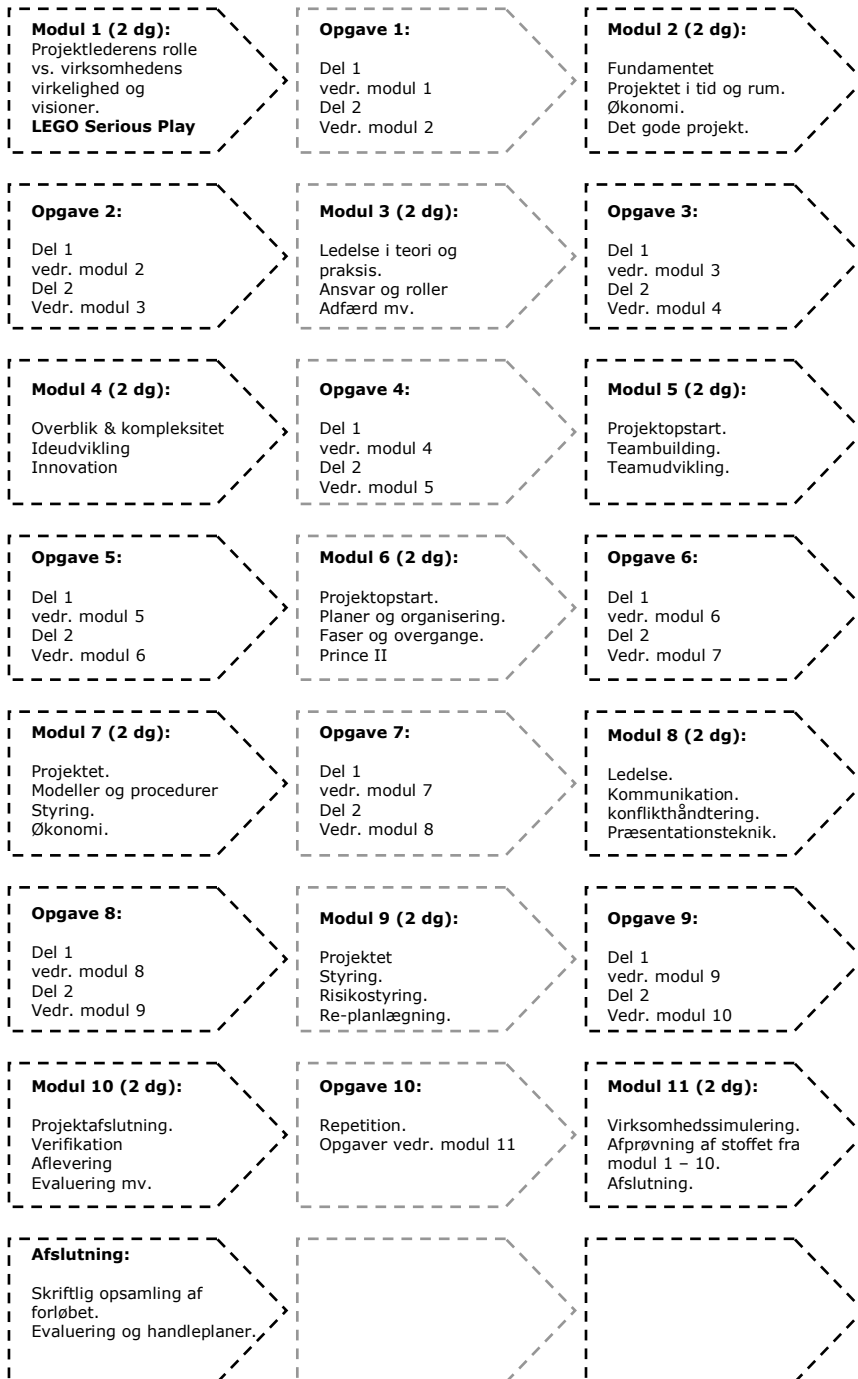 Modul 1 (2 dg):
Projektlederens rolle
vs. virksomhedens
virkelighed og
visioner.
LEGO Serious Play
Opgave 1:
Del 1
vedr. modul 1
Del 2
Vedr. modul 2
Modul 2 (2 dg):
Fundamentet
Projektet i tid og rum.
Økonomi.
Det gode projekt.
Opgave 2:
Del 1
vedr. modul 2
Del 2
Vedr. modul 3
Modul 3 (2 dg):
Ledelse i teori og
praksis.
Ansvar og roller
Adfærd mv.
Opgave 3:
Del 1
vedr. modul 3
Del 2
Vedr. modul 4
Modul 4 (2 dg):
Overblik & kompleksitet
Ideudvikling
Innovation
Opgave 4:
Del 1
vedr. modul 4
Del 2
Vedr. modul 5
Modul 5 (2 dg):
Projektopstart.
Teambuilding.
Teamudvikling.
Opgave 5:
Del 1
vedr. modul 5
Del 2
Vedr. modul 6
Modul 6 (2 dg):
Projektopstart.
Planer og organisering.
Faser og overgange.
Prince II
Opgave 6:
Del 1
vedr. modul 6
Del 2
Vedr. modul 7
Modul 7 (2 dg):
Projektet.
Modeller og procedurer
Styring.
Økonomi.
Opgave 7:
Del 1
vedr. modul 7
Del 2
Vedr. modul 8
Modul 8 (2 dg):
Ledelse.
Kommunikation.
konflikthåndtering.
Præsentationsteknik.
Opgave 8:
Del 1
vedr. modul 8
Del 2
Vedr. modul 9
Modul 9 (2 dg):
Projektet
Styring.
Risikostyring.
Re-planlægning.
Opgave 9:
Del 1
vedr. modul 9
Del 2
Vedr. modul 10
Modul 10 (2 dg):
Projektafslutning.
Verifikation
Aflevering
Evaluering mv.
Opgave 10:
Repetition.
Opgaver vedr. modul 11
Modul 11 (2 dg):
Virksomhedssimulering.
Afprøvning af stoffet fra
modul 1 – 10.
Afslutning.
Afslutning:
Skriftlig opsamling af
forløbet.
Evaluering og handleplaner.